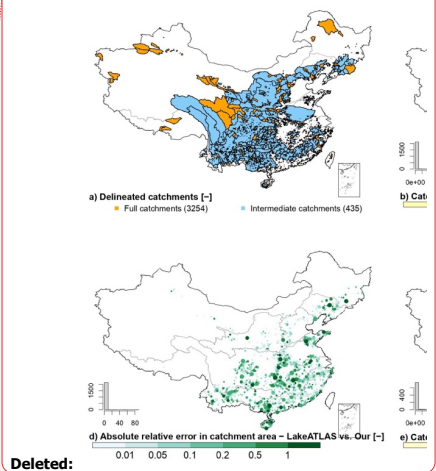 1500
0e+00
a) Delineated catchments [−]
b) Cat
Full catchments (3254)
Intermediate catchments (435)
1500
0
0 40 80
400
0
0e+00
d) Absolute relative error in catchment area − LakeATLAS vs. Our [−]
e) Cat
0.01 0.05 0.1 0.2 0.5 1
Deleted: